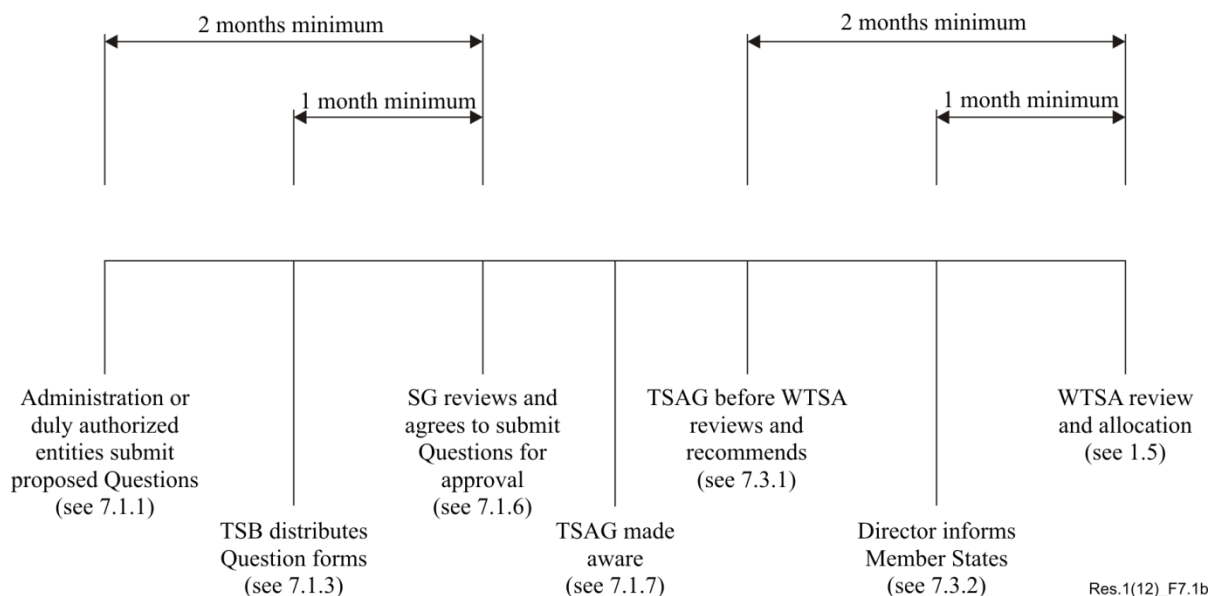 2 months minimum
2 months minimum
1 month minimum
1 month minimum
Administration or
duly authorized
entities submit
proposed Questions
(see 7.1.1)
SG reviews and
agrees to submit
Questions for
approval
(see 7.1.6)
TSAG before WTSA
reviews and
recommends
(see 7.3.1)
WTSA review
and allocation
(see 1.5)
TSB distributes
Question forms
(see 7.1.3)
TSAG made
aware
(see 7.1.7)
Director informs
Member States
(see 7.3.2)
Res.1(12)_F7.1b